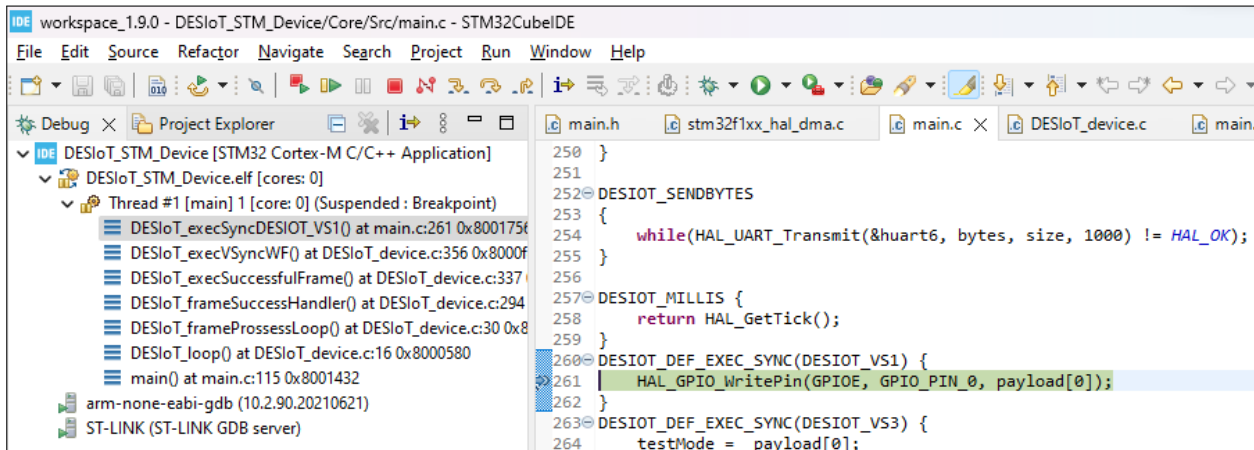 IDE workspace_1.9.0 - DESIoT_STM_Device/Core/Src/main.c - STM32CubeIDE
File Edit Source Refactor Navigate Search Project Run Window Help
Debug Project Explorer
IDE DESIoT_STM_Device [STM32 Cortex-M C/C++ Application]
DESIoT_STM_Device.elf [cores: 0]
Thread #1 [main] 1 [core: 0] (Suspended : Breakpoint)
DESIoT_execSyncDESIOT_VS1() at main.c:261 0x8001756
DESIoT_execVSyncWF() at DESIoT_device.c:356 0x8000f
DESIoT_execSuccessfulFrame() at DESIoT_device.c:337
DESIoT_frameSuccessHandler() at DESIoT_device.c:294
DESIoT_frameProssessLoop() at DESIoT_device.c:30 0x8
DESIoT_loop() at DESIoT_device.c:16 0x8000580
main() at main.c:115 0x8001432
arm-none-eabi-gdb (10.2.90.20210621)
ST-LINK (ST-LINK GDB server)
main.h stm32f1xx_hal_dma.c main.c DESIoT_device.c main.
250 }
251
252 DESIOT_SENDBYTES
253 {
254 while(HAL_UART_Transmit(&huart6, bytes, size, 1000) != HAL_OK);
255 }
256
257 DESIOT_MILLIS {
258 return HAL_GetTick();
259 }
260 DESIOT_DEF_EXEC_SYNC(DESIOT_VS1) {
261 HAL_GPIO_WritePin(GPIOE, GPIO_PIN_0, payload[0]);
262 }
263 DESIOT_DEF_EXEC_SYNC(DESIOT_VS3) {
264 testMode = payload[0];